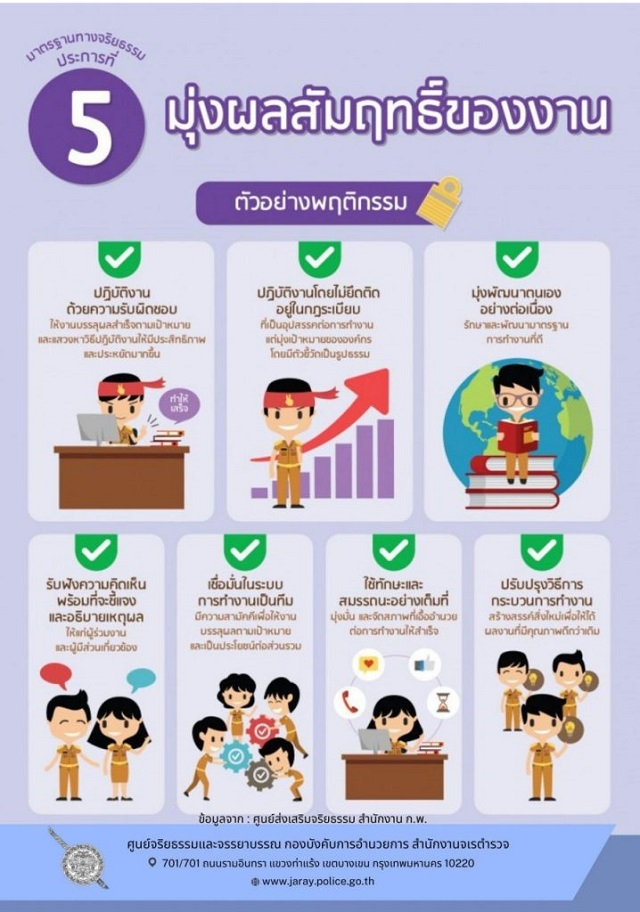 มาตรฐานทางจริยธรรม
ประการที่
5
มุ่งผลสัมฤทธิ์ของงาน
ตัวอย่างพฤติกรรม
ปฏิบัติงาน
ด้วยความรับผิดชอบ
ให้งานบรรลุผลสำเร็จตามเป้าหมาย
และแสวงหาวิธีปฏิบัติงานให้มีประสิทธิภาพ
และประหยัดมากขึ้น
ทำให้
เสร็จ
ปฏิบัติงานโดยไม่ยึดติด
อยู่ในกฎระเบียบ
ที่เป็นอุปสรรคต่อการทำงาน
แต่มุ่งเป้าหมายขององค์กร
โดยมีตัวชี้วัดเป็นรูปธรรม
มุ่งพัฒนาตนเอง
อย่างต่อเนื่อง
รักษาและพัฒนามาตรฐาน
การทำงานที่ดี
รับฟังความคิดเห็น
พร้อมที่จะชี้แจง
และอธิบายเหตุผล
ให้แก่ผู้ร่วมงาน
และผู้มีส่วนเกี่ยวข้อง
เชื่อมั่นในระบบ
การทำงานเป็นทีม
มีความสามัคคีเพื่อให้งาน
บรรลุผลตามเป้าหมาย
และเป็นประโยชน์ต่อส่วนรวม
ใช้ทักษะและ
สมรรถนะอย่างเต็มที่
มุ่งมั่น และจัดสภาพที่เอื้ออำนวย
ต่อการทำงานให้สำเร็จ
ปรับปรุงวิธีการ
กระบวนการทำงาน
สร้างสรรค์สิ่งใหม่เพื่อให้ได้
ผลงานที่มีคุณภาพดีกว่าเดิม
ข้อมูลจาก : ศูนย์ส่งเสริมจริยธรรม สำนักงาน ก.พ.
ศูนย์จริยธรรมและจรรยาบรรณ กองบังคับการอำนวยการ สำนักงานจเรตำรวจ
701/701 ถนนรามอินทรา แขวงท่าแร้ง เขตบางเขน กรุงเทพมหานคร 10220
www.jaray.police.go.th